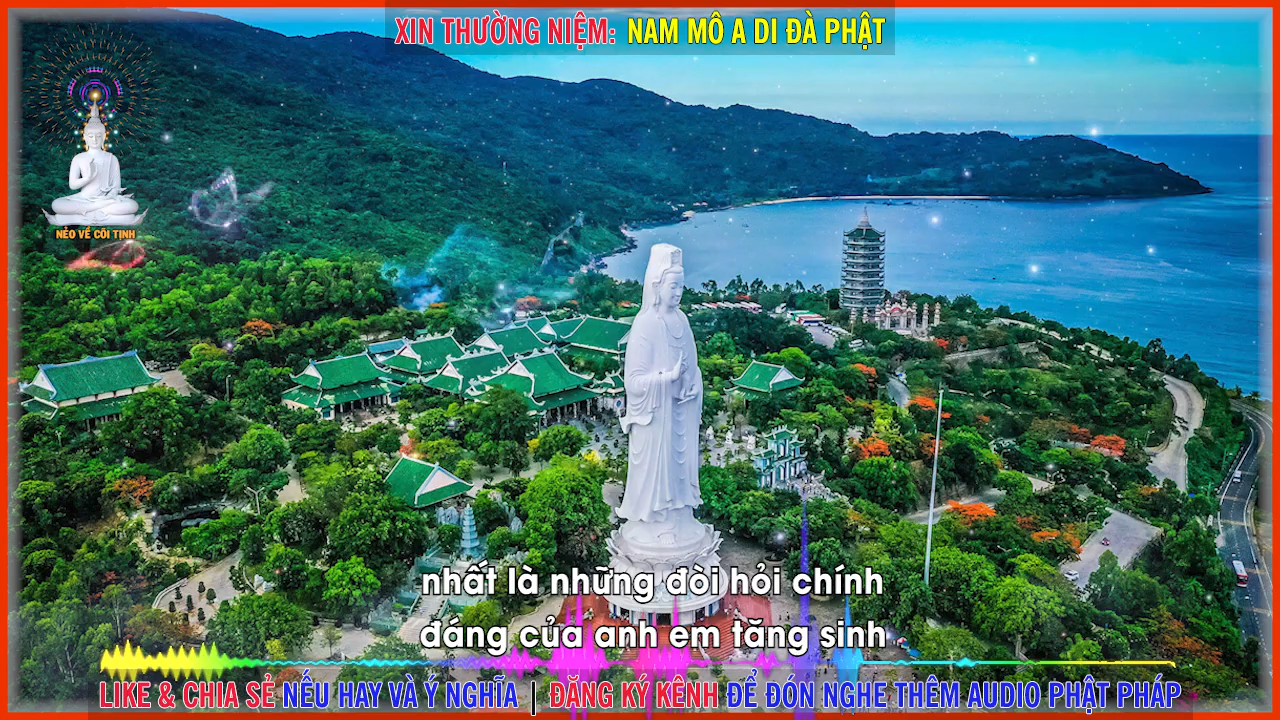 XIN THƯỜNG NIỆM: NAM MÔ A DI ĐÀ PHẬT
NẺO VỀ CÕI TỊNH
nhất là những đòi hỏi chính
đáng của anh em tăng sinh
LIKE & CHIA SẺ NẾU HAY VÀ Ý NGHĨA | ĐĂNG KÝ KÊNH ĐỂ ĐÓN NGHE THÊM AUDIO PHẬT PHÁP